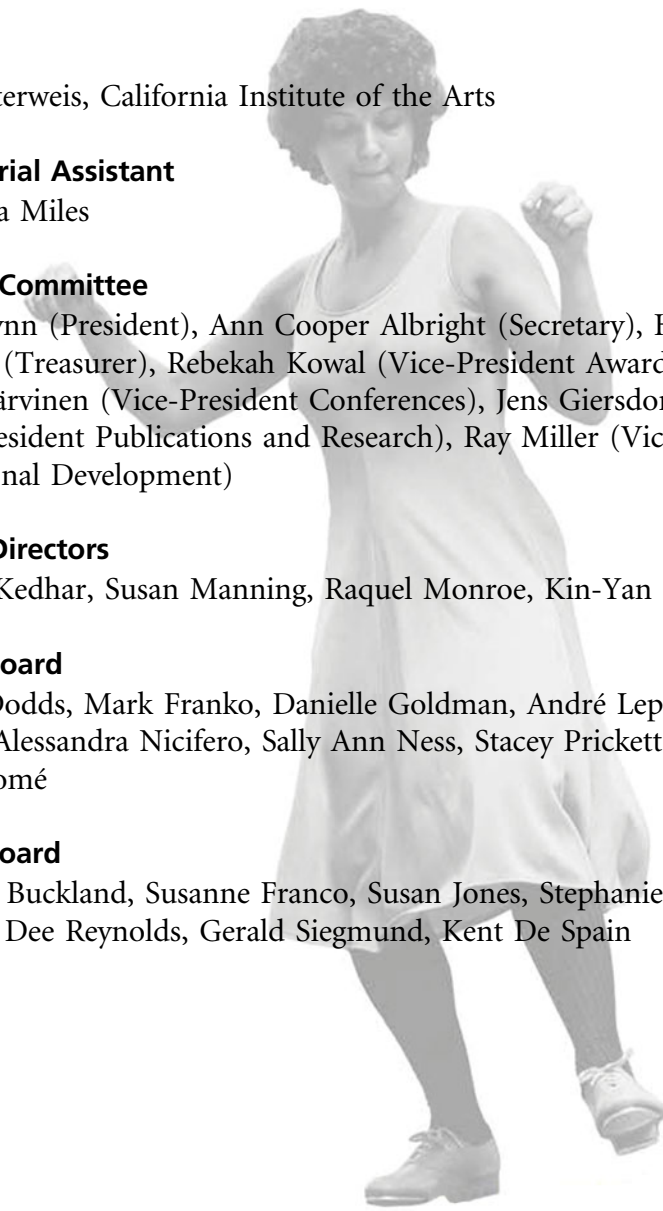 terweis, California Institute of the Arts
rial Assistant
a Miles
Committee
ynn (President), Ann Cooper Albright (Secretary),
(Treasurer), Rebekah Kowal (Vice-President Award
ärvinen (Vice-President Conferences), Jens Giersdor
esident Publications and Research), Ray Miller (Vic
nal Development)
Directors
Kedhar, Susan Manning, Raquel Monroe, Kin-Yan
oard
Dodds, Mark Franko, Danielle Goldman, André Lep
Alessandra Nicifero, Sally Ann Ness, Stacey Prickett
omé
oard
Buckland, Susanne Franco, Susan Jones, Stephanie
Dee Reynolds, Gerald Siegmund, Kent De Spain